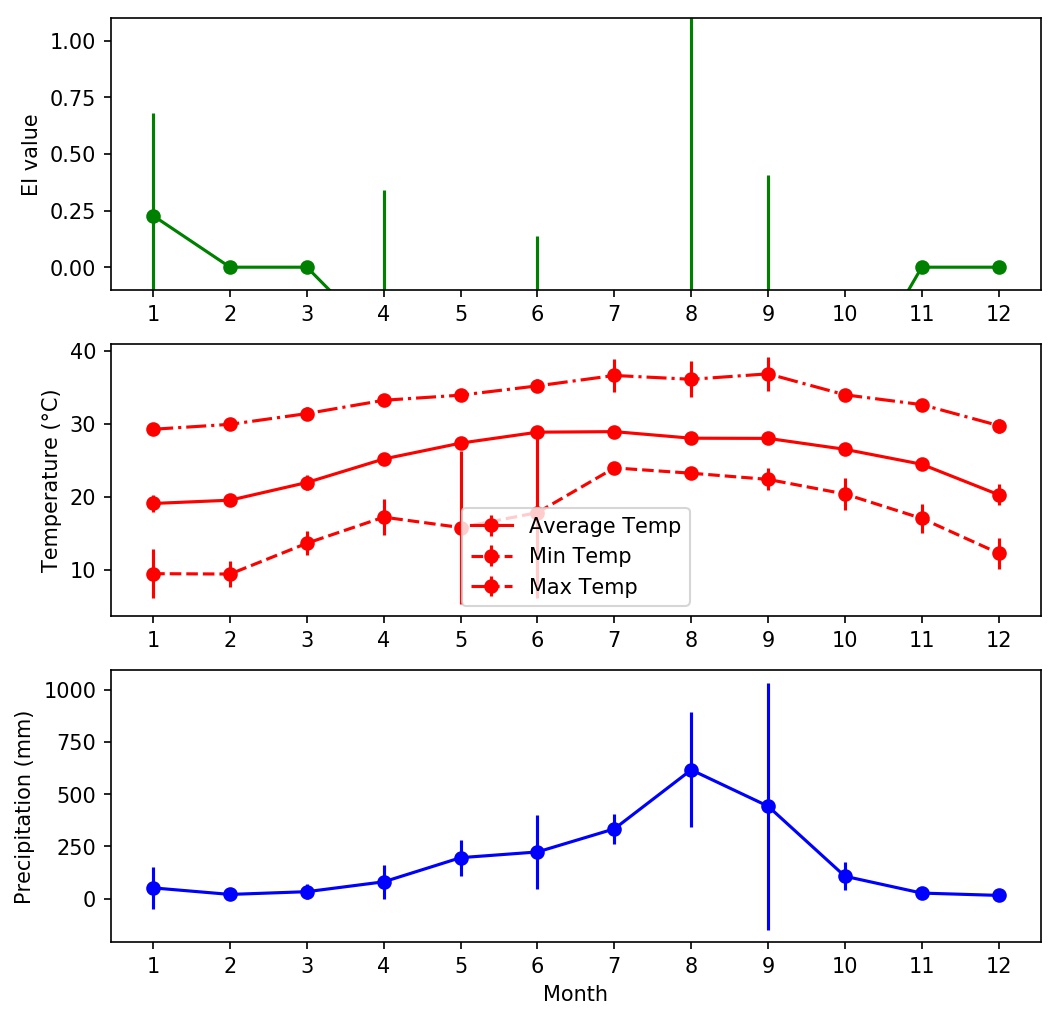 EI value
1.00
0.75
0.50
0.25
0.00
1 2 3 4 5 6 7 8 9 10 11 12
Temperature (°C)
40
30
20
10
Average Temp
Min Temp
Max Temp
1 2 3 4 5 6 7 8 9 10 11 12
Precipitation (mm)
1000
750
500
250
0
1 2 3 4 5 6 7 8 9 10 11 12
Month